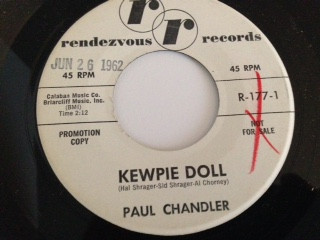 r r
rendezvous records
JUN 26 1962
45 RPM
45 RPM
Calaban Music Co.
Briarcliff Music, Inc.
(BMI)
Time 2:12
R-177-1
PROMOTION
COPY
NOT
FOR SALE
KEWPIE DOLL
(Hal Shrager-Sid Shrager-Al Chorney)
PAUL CHANDLER